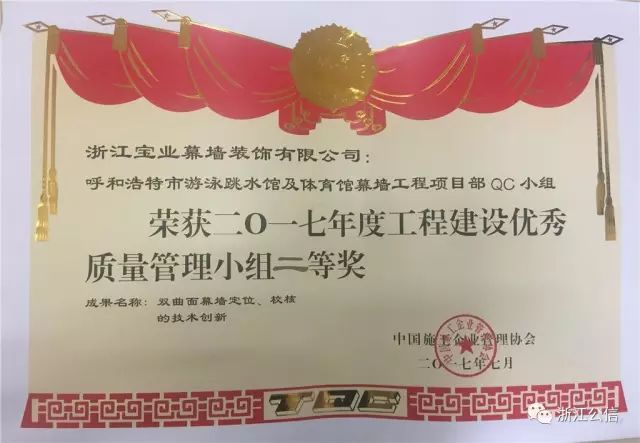 浙江宝业幕墙装饰有限公司：
呼和浩特市游泳跳水馆及体育馆幕墙工程项目部QC小组
荣获二〇一七年度工程建设优秀
质量管理小组二等奖
成果名称：双曲面幕墙定位、校核
的技术创新
中国施工企业管理协会
二〇一七年七月
TQC
浙江公信